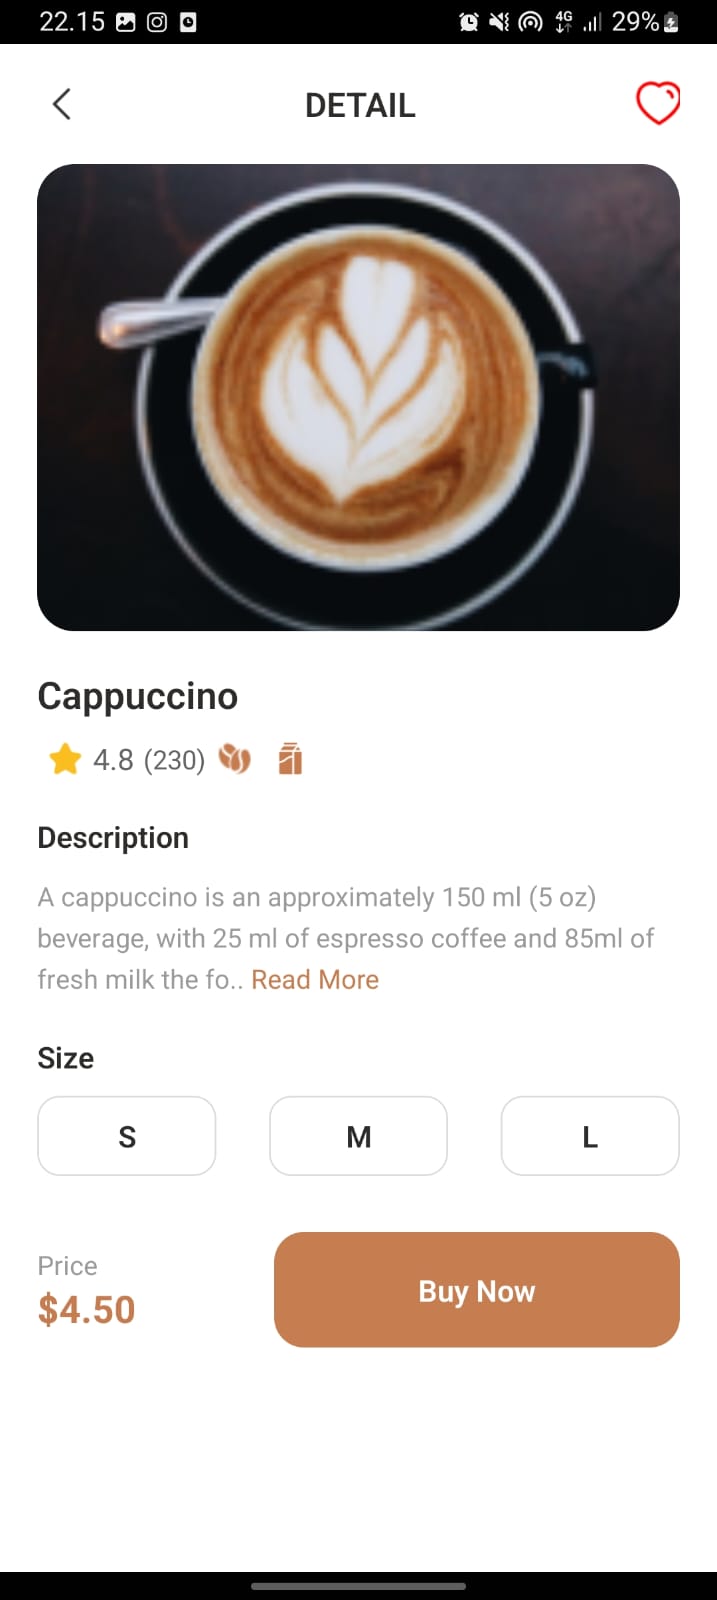 22.15 4G 29%
DETAIL
Cappuccino
4.8 (230)
Description
A cappuccino is an approximately 150 ml (5 oz)
beverage, with 25 ml of espresso coffee and 85ml of
fresh milk the fo.. Read More
Size
S M L
Price
$4.50
Buy Now